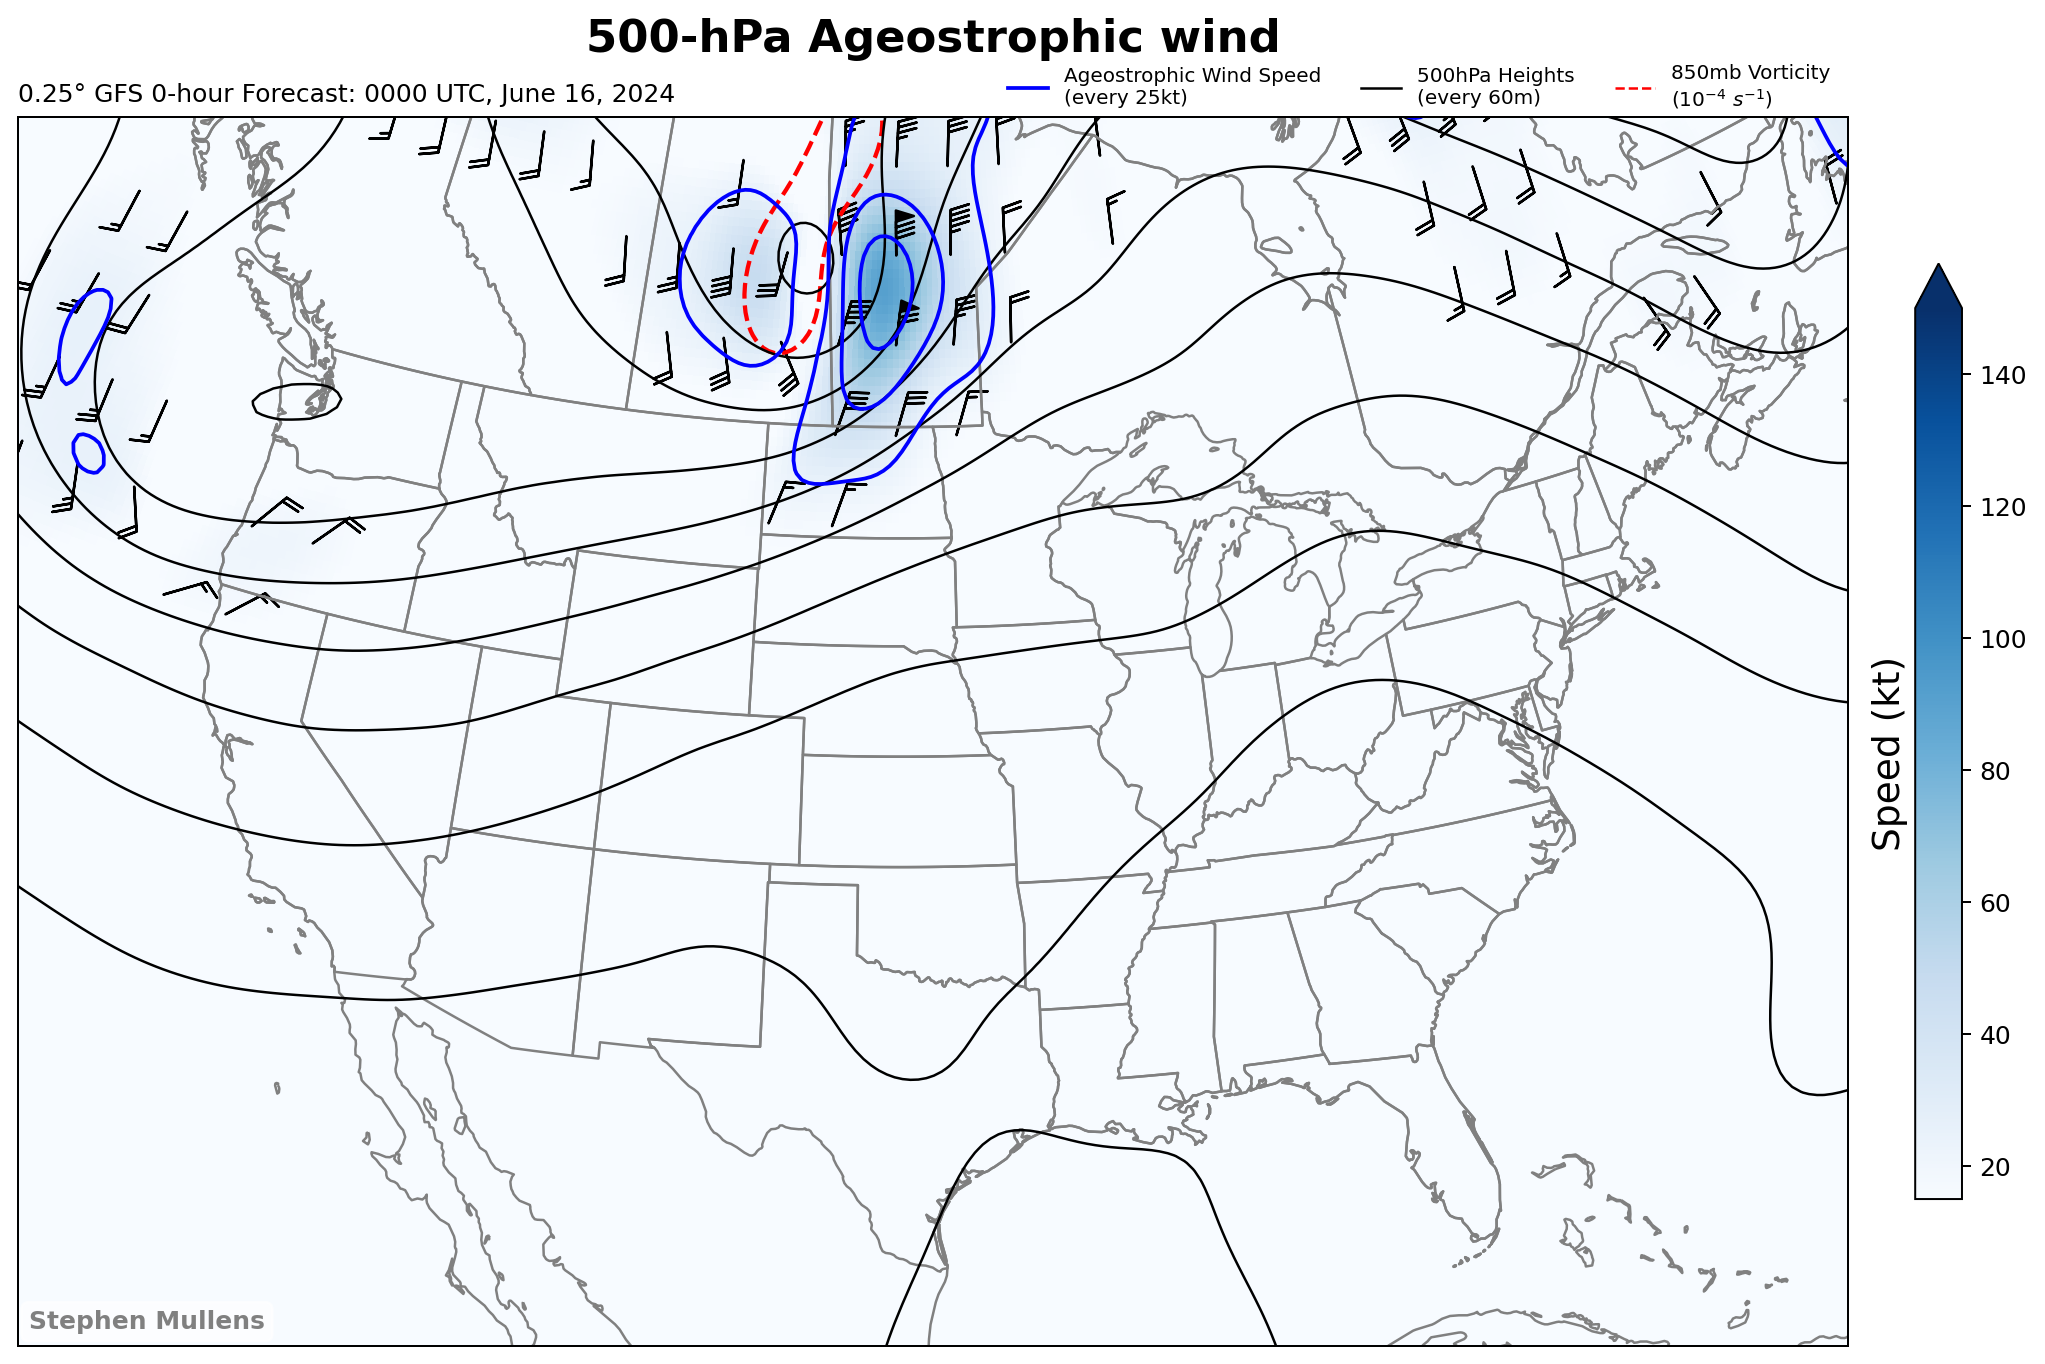 500-hPa Ageostrophic wind
0.25° GFS 0-hour Forecast: 0000 UTC, June 16, 2024
Ageostrophic Wind Speed
(every 25kt)
500hPa Heights
(every 60m)
850mb Vorticity
(10⁻⁴ s⁻¹)
140
120
100
80
60
40
20
Speed (kt)
Stephen Mullens